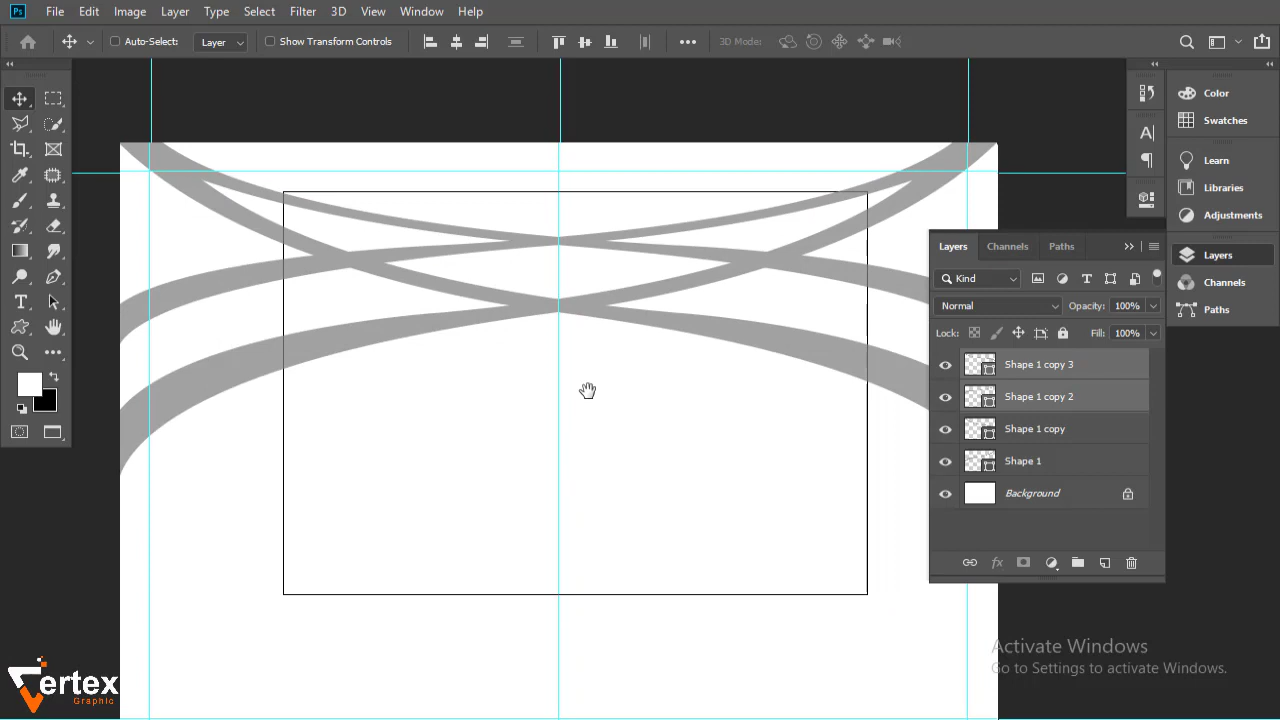 Ps File Edit Image Layer Type Select Filter 3D View Window Help
Auto-Select: Layer Show Transform Controls 3D Mode:
Color
Swatches
Learn
Libraries
Adjustments
Layers
Channels
Paths
Layers Channels Paths
Kind
Normal Opacity: 100%
Lock: Fill: 100%
Shape 1 copy 3
Shape 1 copy 2
Shape 1 copy
Shape 1
Background
Activate Windows
Go to Settings to activate Windows.
Vertex
Graphic